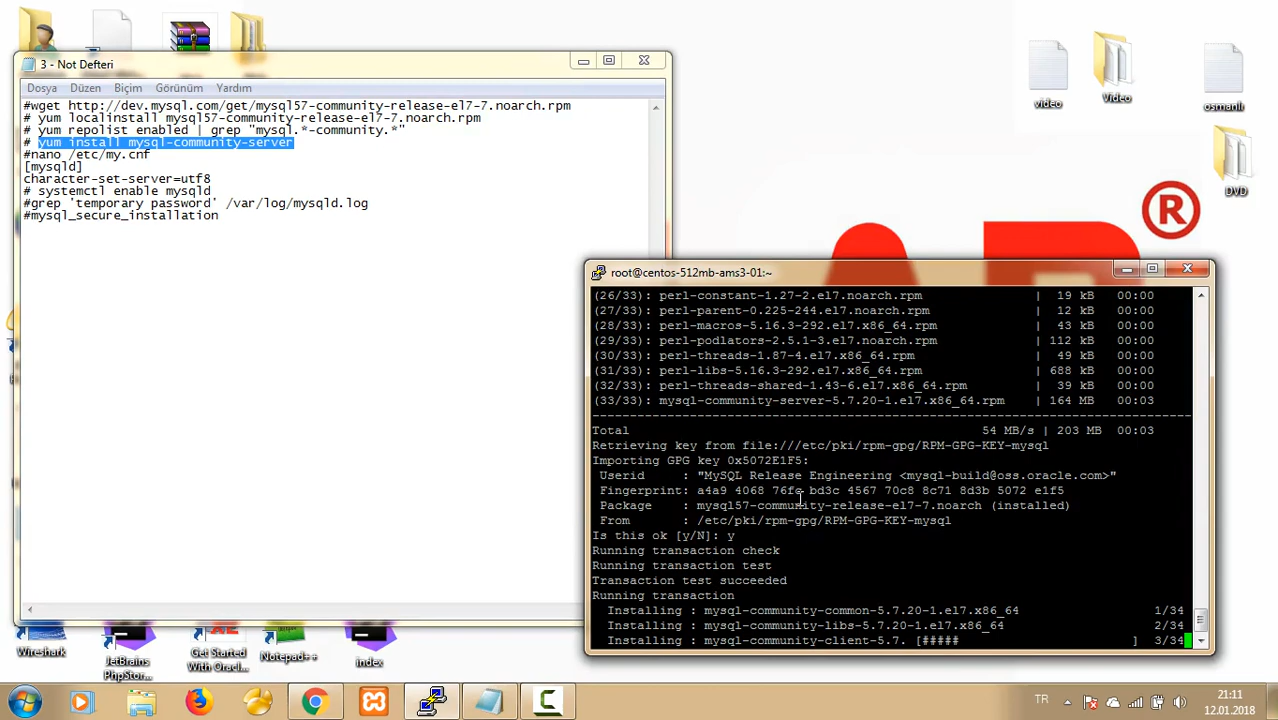 3 - Not Defteri
Dosya Düzen Biçim Görünüm Yardım
#wget http://dev.mysql.com/get/mysql57-community-release-el7-7.noarch.rpm
# yum localinstall mysql57-community-release-el7-7.noarch.rpm
# yum repolist enabled | grep "mysql.*-community.*"
# yum install mysql-community-server
#nano /etc/my.cnf
[mysqld]
character-set-server=utf8
# systemctl enable mysqld
#grep 'temporary password' /var/log/mysqld.log
#mysql_secure_installation
video
Video
osmanlı
DVD
®
root@centos-512mb-ams3-01:~
(26/33): perl-constant-1.27-2.el7.noarch.rpm | 19 kB 00:00
(27/33): perl-parent-0.225-244.el7.noarch.rpm | 12 kB 00:00
(28/33): perl-macros-5.16.3-292.el7.x86_64.rpm | 43 kB 00:00
(29/33): perl-podlators-2.5.1-3.el7.noarch.rpm | 112 kB 00:00
(30/33): perl-threads-1.87-4.el7.x86_64.rpm | 49 kB 00:00
(31/33): perl-libs-5.16.3-292.el7.x86_64.rpm | 688 kB 00:00
(32/33): perl-threads-shared-1.43-6.el7.x86_64.rpm | 39 kB 00:00
(33/33): mysql-community-server-5.7.20-1.el7.x86_64.rpm | 164 MB 00:03
--------------------------------------------------------------------------------
Total 54 MB/s | 203 MB 00:03
Retrieving key from file:///etc/pki/rpm-gpg/RPM-GPG-KEY-mysql
Importing GPG key 0x5072E1F5:
Userid : "MySQL Release Engineering <mysql-build@oss.oracle.com>"
Fingerprint: a4a9 4068 76fc bd3c 4567 70c8 8c71 8d3b 5072 e1f5
Package : mysql57-community-release-el7-7.noarch (installed)
From : /etc/pki/rpm-gpg/RPM-GPG-KEY-mysql
Is this ok [y/N]: y
Running transaction check
Running transaction test
Transaction test succeeded
Running transaction
Installing : mysql-community-common-5.7.20-1.el7.x86_64 1/34
Installing : mysql-community-libs-5.7.20-1.el7.x86_64 2/34
Installing : mysql-community-client-5.7. [##### ] 3/34
Wireshark
JetBrains PhpStor...
Get Started With Oracl...
Notepad++
index
TR
21:11
12.01.2018